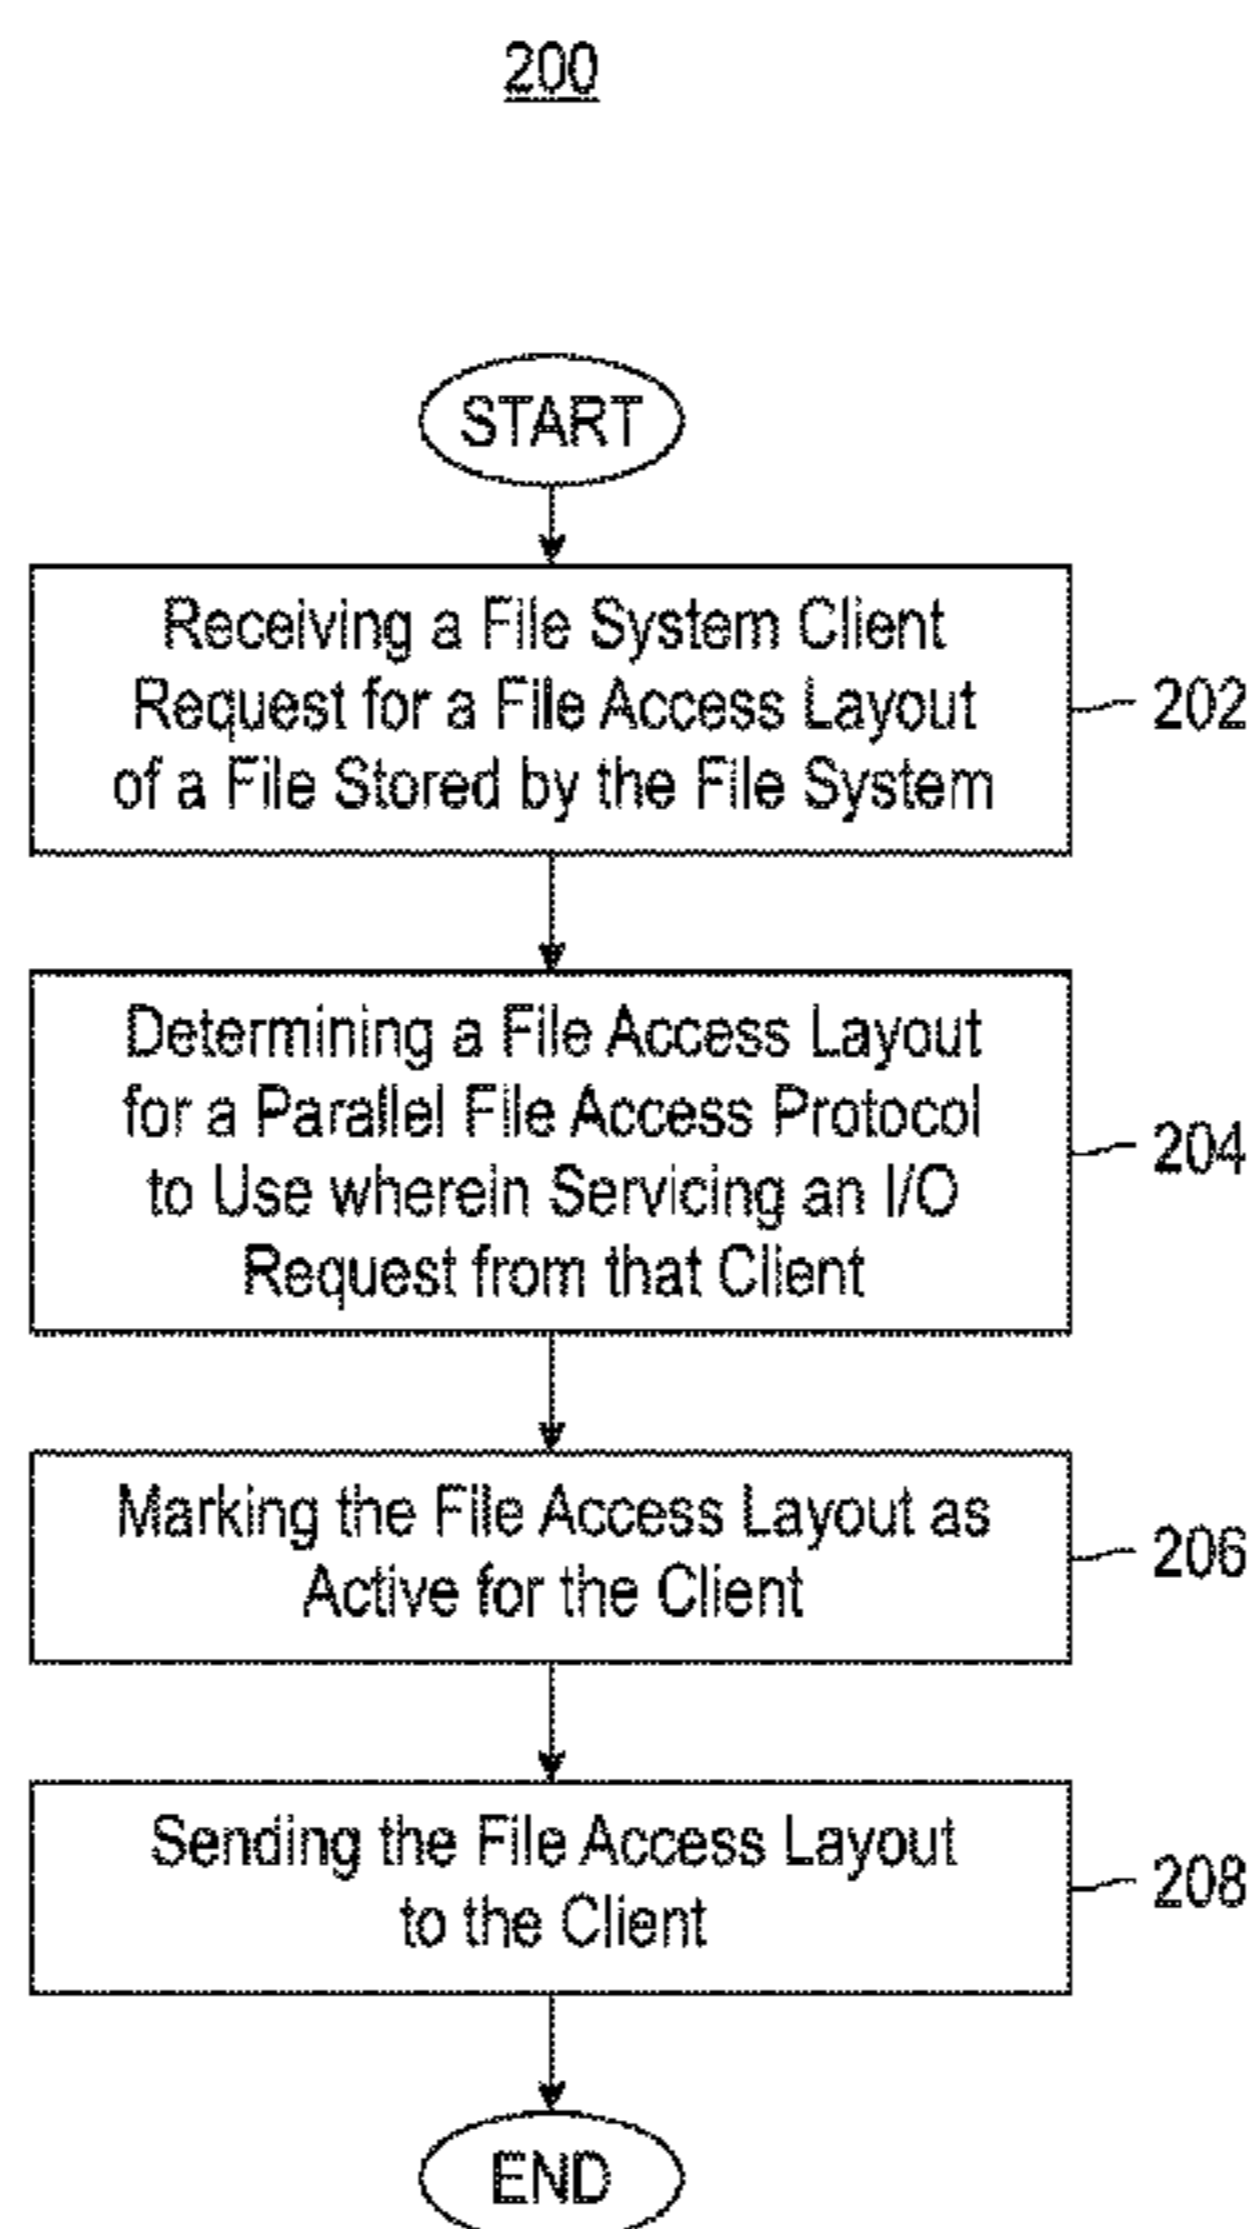 200
START
Receiving a File System Client
Request for a File Access Layout
of a File Stored by the File System
202
Determining a File Access Layout
for a Parallel File Access Protocol
to Use wherein Servicing an I/O
Request from that Client
204
Marking the File Access Layout as
Active for the Client
206
Sending the File Access Layout
to the Client
208
END